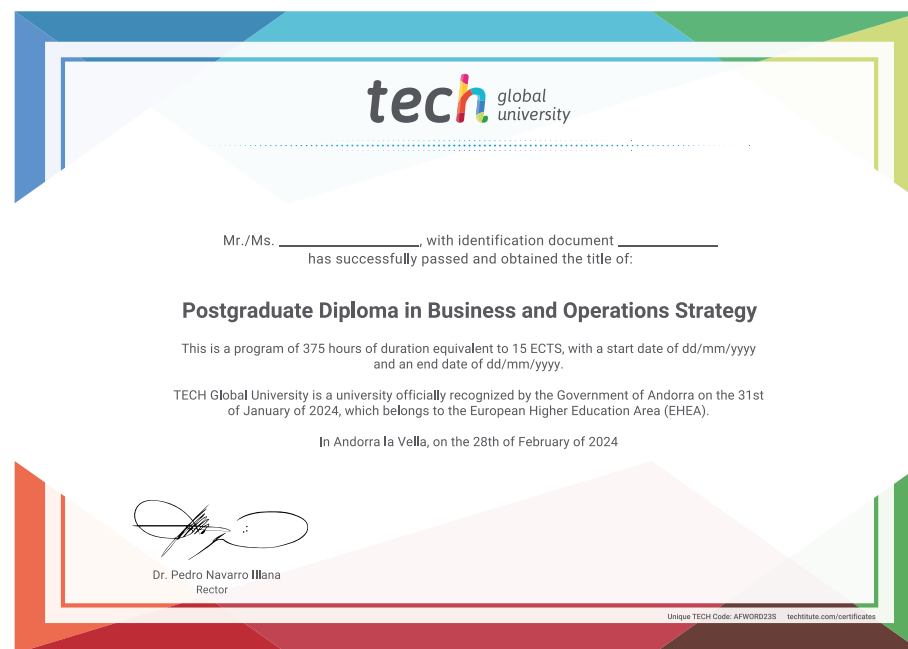 tech global
university
Mr./Ms. ____________, with identification document ____________
has successfully passed and obtained the title of:
Postgraduate Diploma in Business and Operations Strategy
This is a program of 375 hours of duration equivalent to 15 ECTS, with a start date of dd/mm/yyyy
and an end date of dd/mm/yyyy.
TECH Global University is a university officially recognized by the Government of Andorra on the 31st
of January of 2024, which belongs to the European Higher Education Area (EHEA).
In Andorra la Vella, on the 28th of February of 2024
Dr. Pedro Navarro Illana
Rector
Unique TECH Code: AFWORD23S techtitute.com/certificates